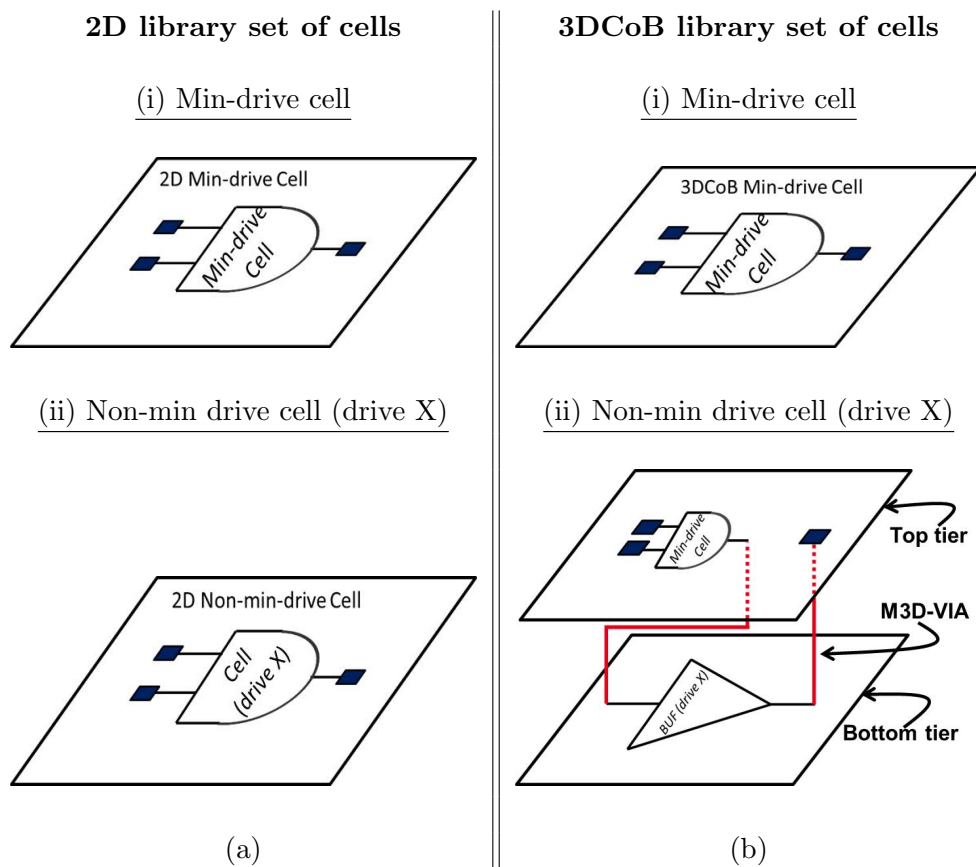 2D library set of cells
(i) Min-drive cell
2D Min-drive Cell
Min-drive
Cell
(ii) Non-min drive cell (drive X)
2D Non-min-drive Cell
Cell
(drive X)
(a)
3DCoB library set of cells
(i) Min-drive cell
3DCoB Min-drive Cell
Min-drive
Cell
(ii) Non-min drive cell (drive X)
Min-drive
Cell
Top tier
M3D-VIA
BUF (drive X)
Bottom tier
(b)